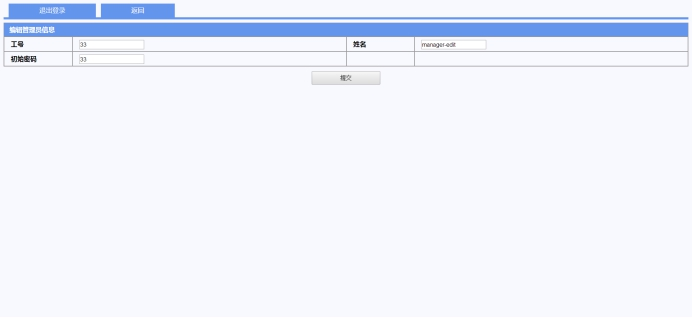 退出登录 返回
编辑管理员信息
工号 33 姓名 manager-edit
初始密码 33
提交